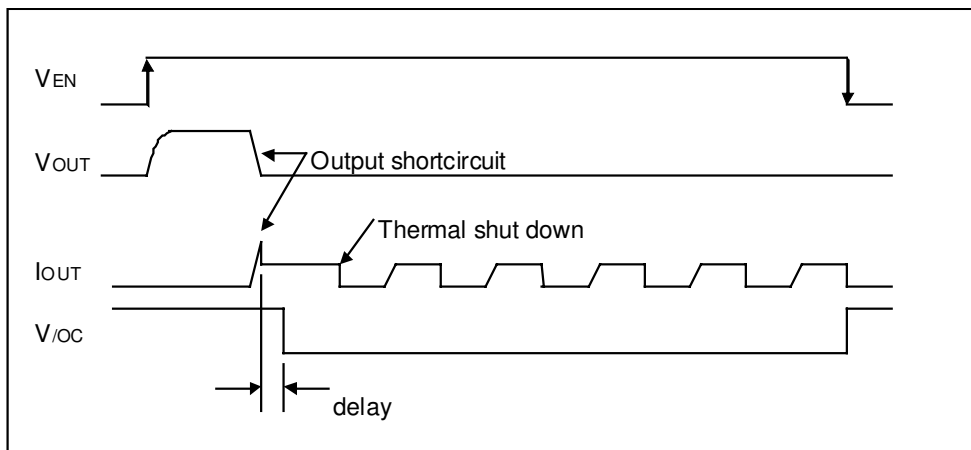 VEN
VOUT
Output shortcircuit
Thermal shut down
IOUT
V/OC
delay